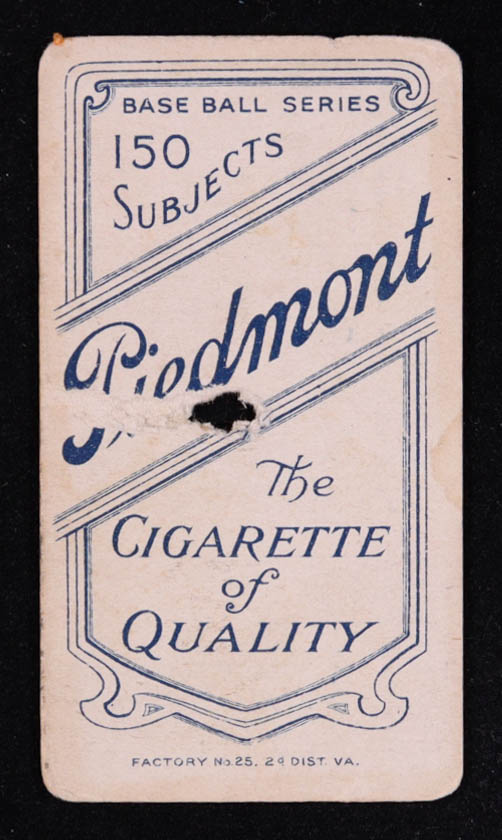 BASE BALL SERIES
150
SUBJECTS
Piedmont
The
CIGARETTE
of
QUALITY
FACTORY No. 25. 2d DIST. VA.